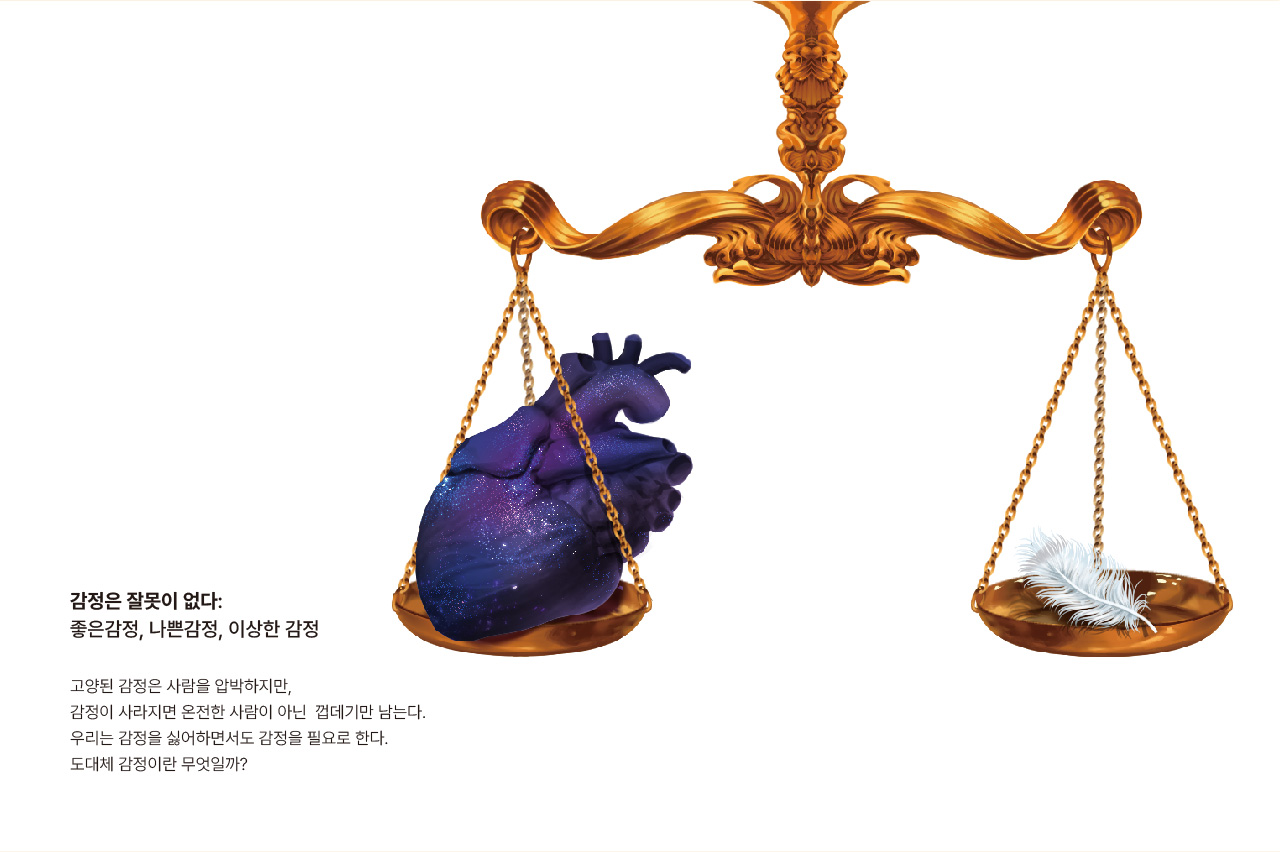 감정은 잘못이 없다:
좋은감정, 나쁜감정, 이상한 감정
고양된 감정은 사람을 압박하지만,
감정이 사라지면 온전한 사람이 아닌  껍데기만 남는다.
우리는 감정을 싫어하면서도 감정을 필요로 한다.
도대체 감정이란 무엇일까?